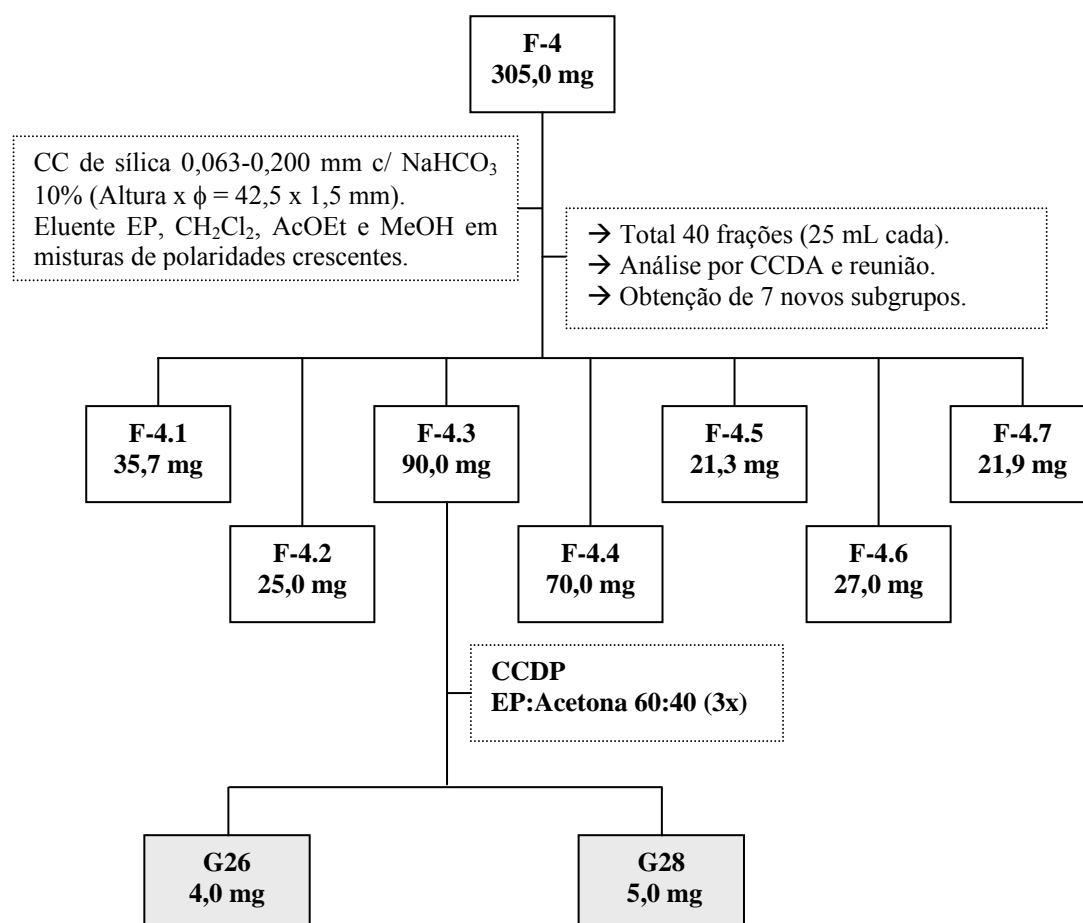 F-4
305,0 mg
CC de sílica 0,063-0,200 mm c/ NaHCO₃
10% (Altura x ϕ = 42,5 x 1,5 mm).
Eluente EP, CH₂Cl₂, AcOEt e MeOH em
misturas de polaridades crescentes.
→ Total 40 frações (25 mL cada).
→ Análise por CCDA e reunião.
→ Obtenção de 7 novos subgrupos.
F-4.1
35,7 mg
F-4.3
90,0 mg
F-4.5
21,3 mg
F-4.7
21,9 mg
F-4.2
25,0 mg
F-4.4
70,0 mg
F-4.6
27,0 mg
CCDP
EP:Acetona 60:40 (3x)
G26
4,0 mg
G28
5,0 mg